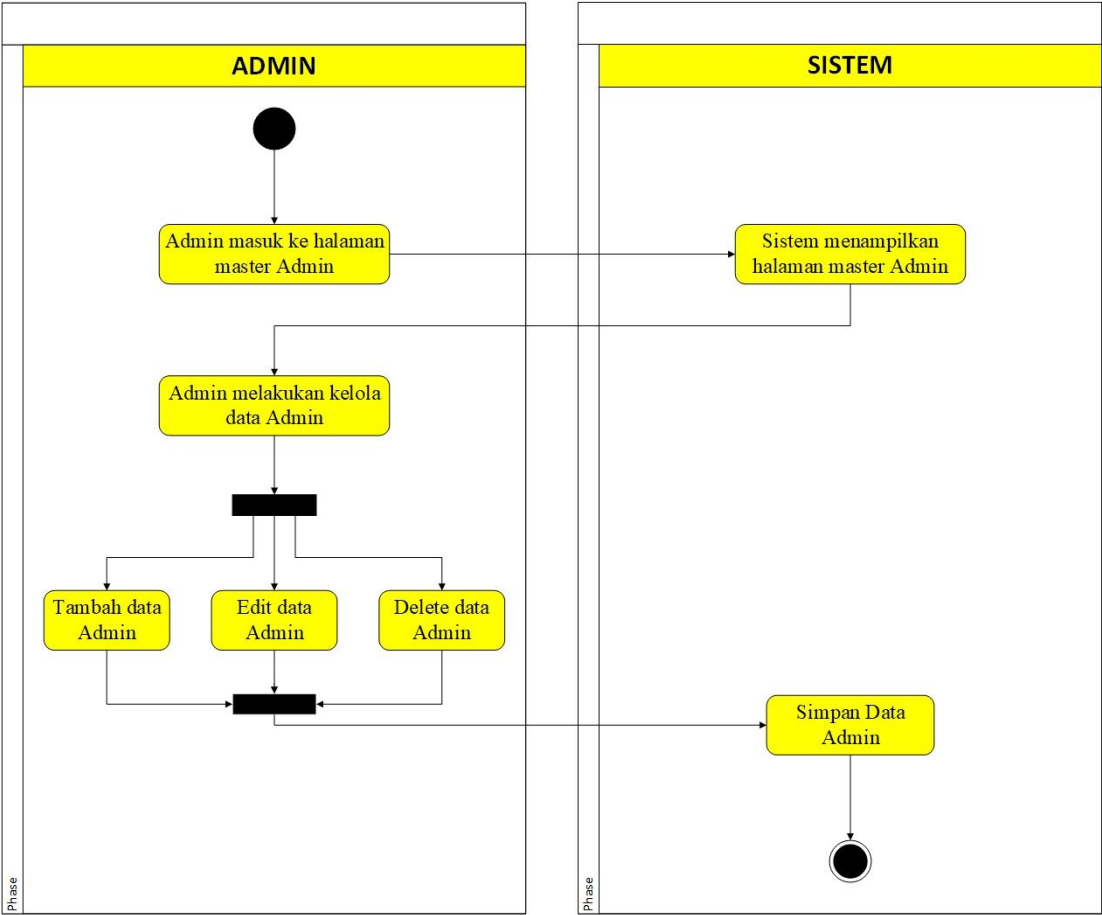 ADMIN
SISTEM
Admin masuk ke halaman
master Admin
Sistem menampilkan
halaman master Admin
Admin melakukan kelola
data Admin
Tambah data
Admin
Edit data
Admin
Delete data
Admin
Simpan Data
Admin
Phase
Phase